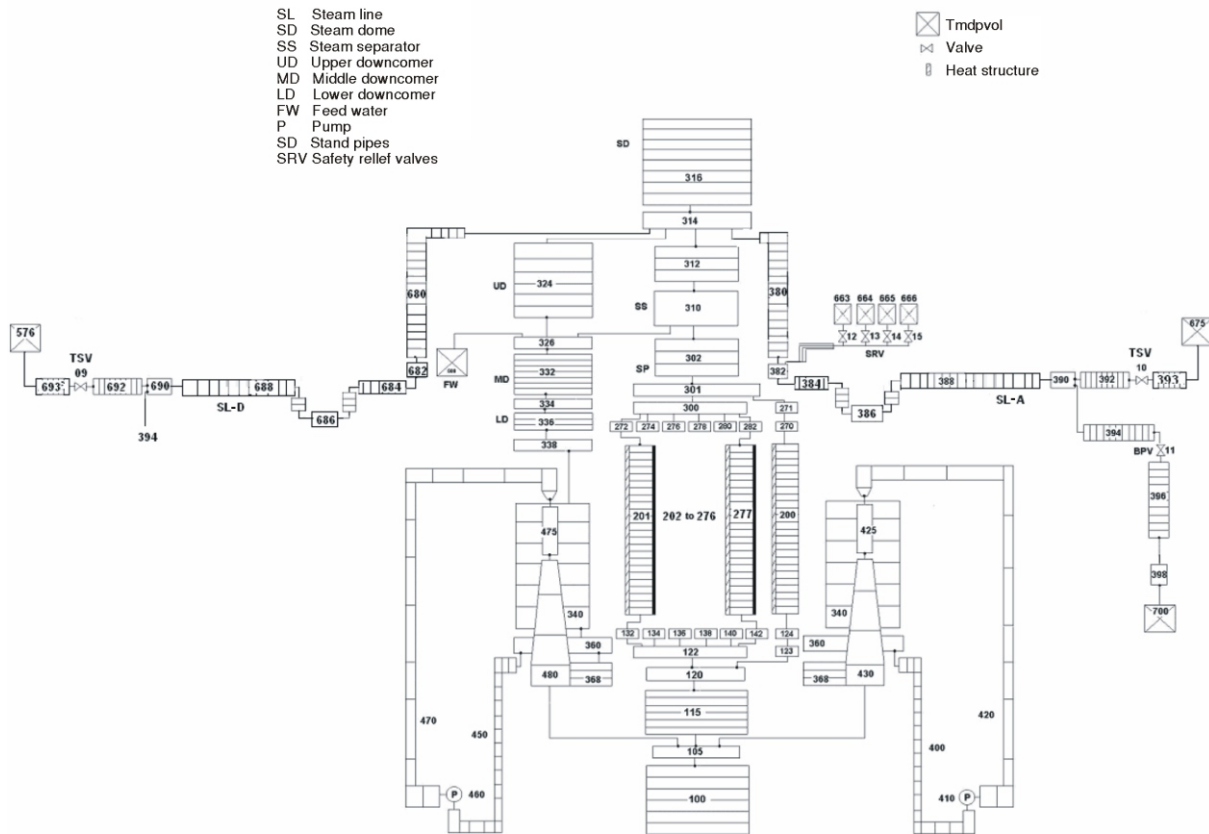 SL Steam line
SD Steam dome
SS Steam separator
UD Upper downcomer
MD Middle downcomer
LD Lower downcomer
FW Feed water
P Pump
SD Stand pipes
SRV Safety rellef valves
Tmdpvol
Valve
Heat structure
SD
316
314
312
324
UD
SS
310
680
380
663 664 665 666
12 13 14 15
SRV
576
675
TSV
09
TSV
10
326
302
332
SP
MD
FW
682
382
693 692 690 688 684
384
388
390 392 393
SL-D
SL-A
686
386
394
301
334
300
271
336
LD
272 274 276 278 280 282 270
338
394
BPV 11
396
201
202 to 276
277
200
475
425
398
700
340
340
132 134 136 138 140 142 124
360
360
122
123
120
480
368
368
430
115
470
450
420
400
105
460
P
410
P
100